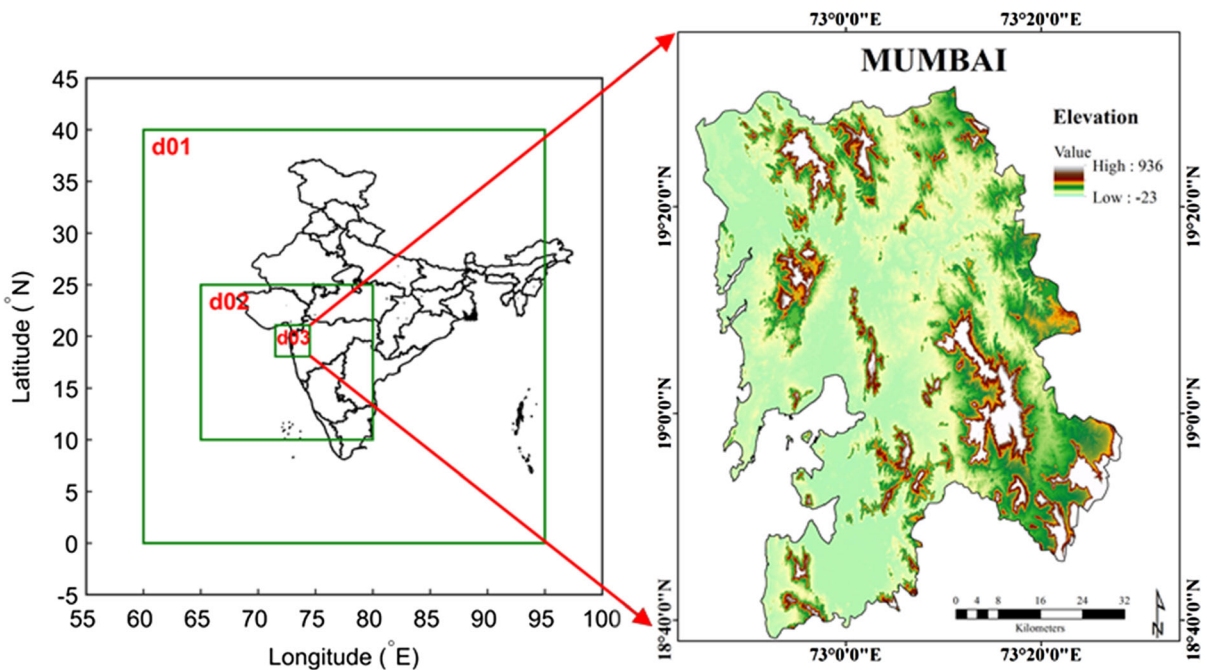 45
40
35
30
25
20
15
10
5
0
-5
55 60 65 70 75 80 85 90 95 100
Latitude (°N)
Longitude (°E)
d01
d02
d03
73°0'0"E 73°20'0"E
MUMBAI
Elevation
Value
High : 936
Low : -23
19°20'0"N
19°0'0"N
18°40'0"N
19°20'0"N
19°0'0"N
18°40'0"N
0 4 8 16 24 32
Kilometers
N
73°0'0"E 73°20'0"E